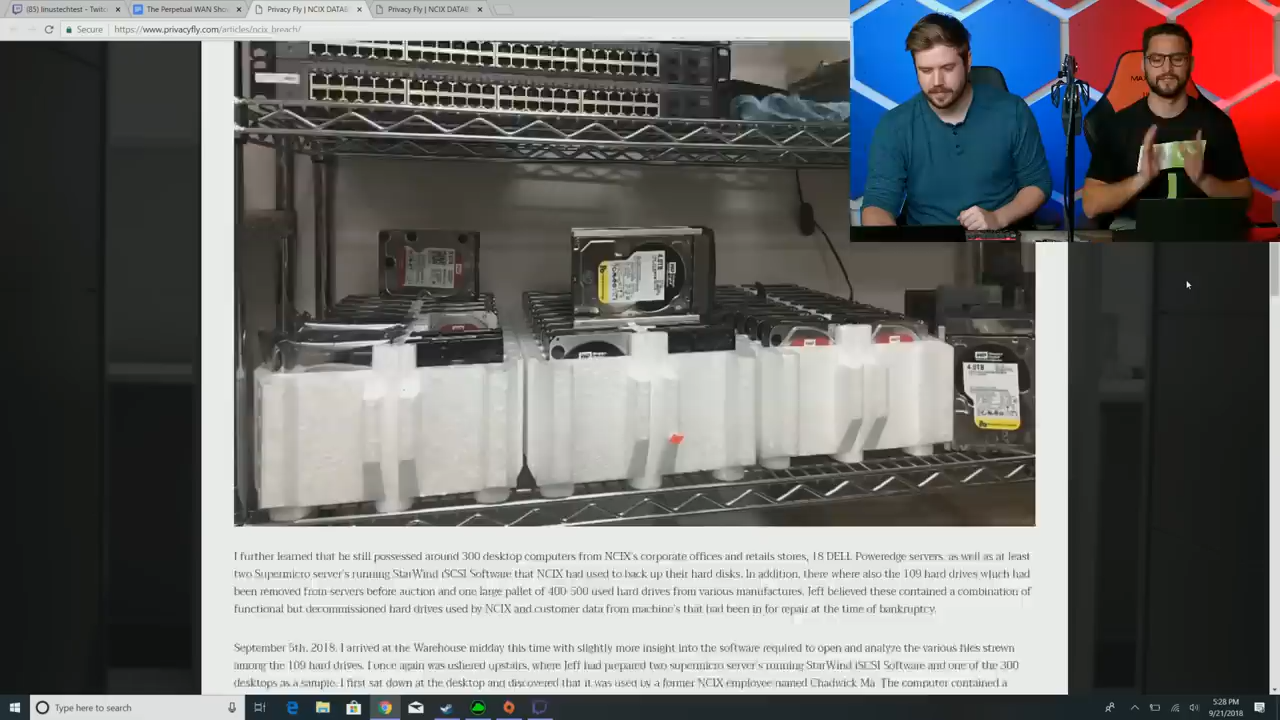 (85) linustechtest - Twitc
The Perpetual WAN Sho
Privacy Fly | NCIX DATAB
Privacy Fly | NCIX DATAB
Secure
https://www.privacyfly.com/articles/ncix_breach/
4.0TB
4.0TB
I further learned that he still possessed around 300 desktop computers from NCIX's corporate offices and retails stores, 18 DELL Poweredge servers, as well as at least
two Supermicro server's running StarWind iSCSI Software that NCIX had used to back up their hard disks. In addition, there where also the 109 hard drives which had
been removed from servers before auction and one large pallet of 400-500 used hard drives from various manufactures. Jeff believed these contained a combination of
functional but decommissioned hard drives used by NCIX and customer data from machine's that had been in for repair at the time of bankruptcy.
September 5th, 2018. I arrived at the Warehouse midday this time with slightly more insight into the software required to open and analyze the various files strewn
among the 109 hard drives. I once again was ushered upstairs, where Jeff had prepared two supermicro server's running StarWind iSCSI Software and one of the 300
desktops as a sample. I first sat down at the desktop and discovered that it was used by a former NCIX employee named Chadwick Ma. The computer contained a
Type here to search
5:28 PM
9/21/2018